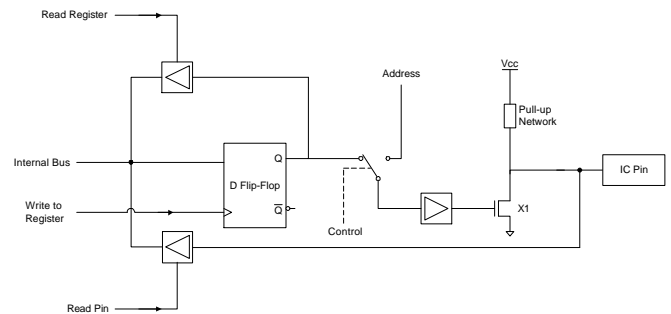 Read Register
Address
Vcc
Pull-up
Network
Internal Bus
Q
D Flip-Flop
IC Pin
Write to
Register
Q
X1
Control
Read Pin